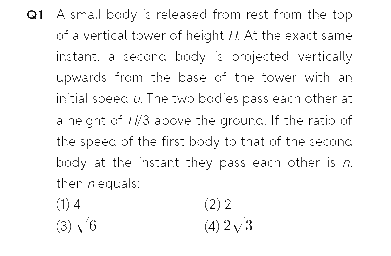 Q1 A small body is released from rest from the top
of a vertical tower of height H. At the exact same
instant, a second body is projected vertically
upwards from the base of the tower with an
initial speed u. The two bodies pass each other at
a height of H/3 above the ground. If the ratio of
the speed of the first body to that of the second
body at the instant they pass each other is n,
then n equals:
(1) 4 (2) 2
(3) √6 (4) 2√3